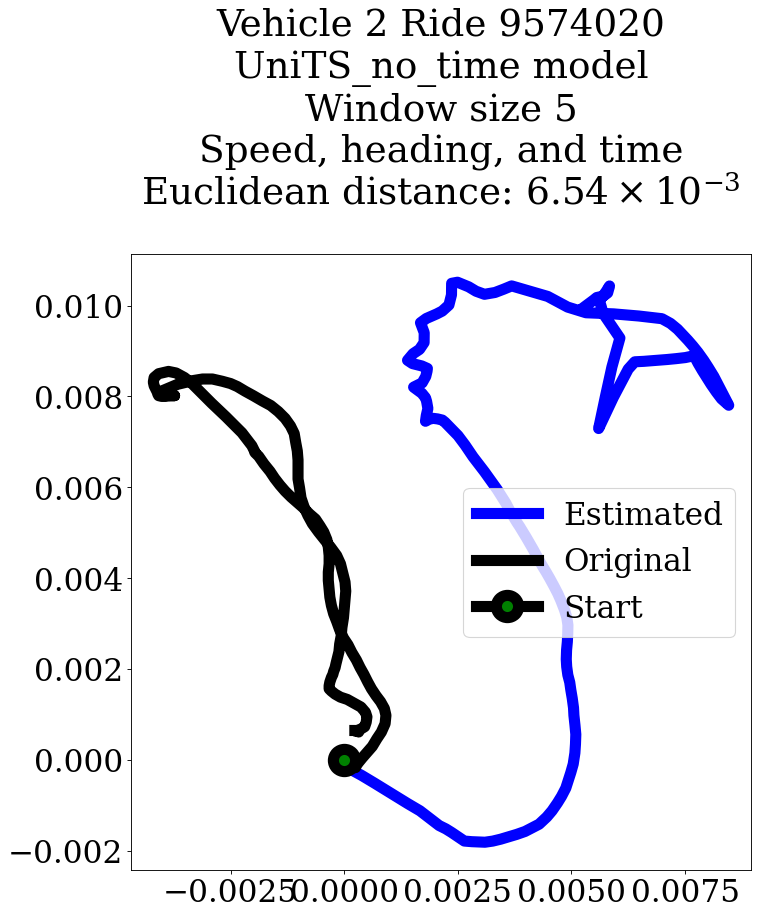 Vehicle 2 Ride 9574020
UniTS_no_time model
Window size 5
Speed, heading, and time
Euclidean distance: 6.54 × 10⁻³
0.010
0.008
0.006
0.004
0.002
0.000
−0.002
Estimated
Original
Start
−0.0025 0.0000 0.0025 0.0050 0.0075